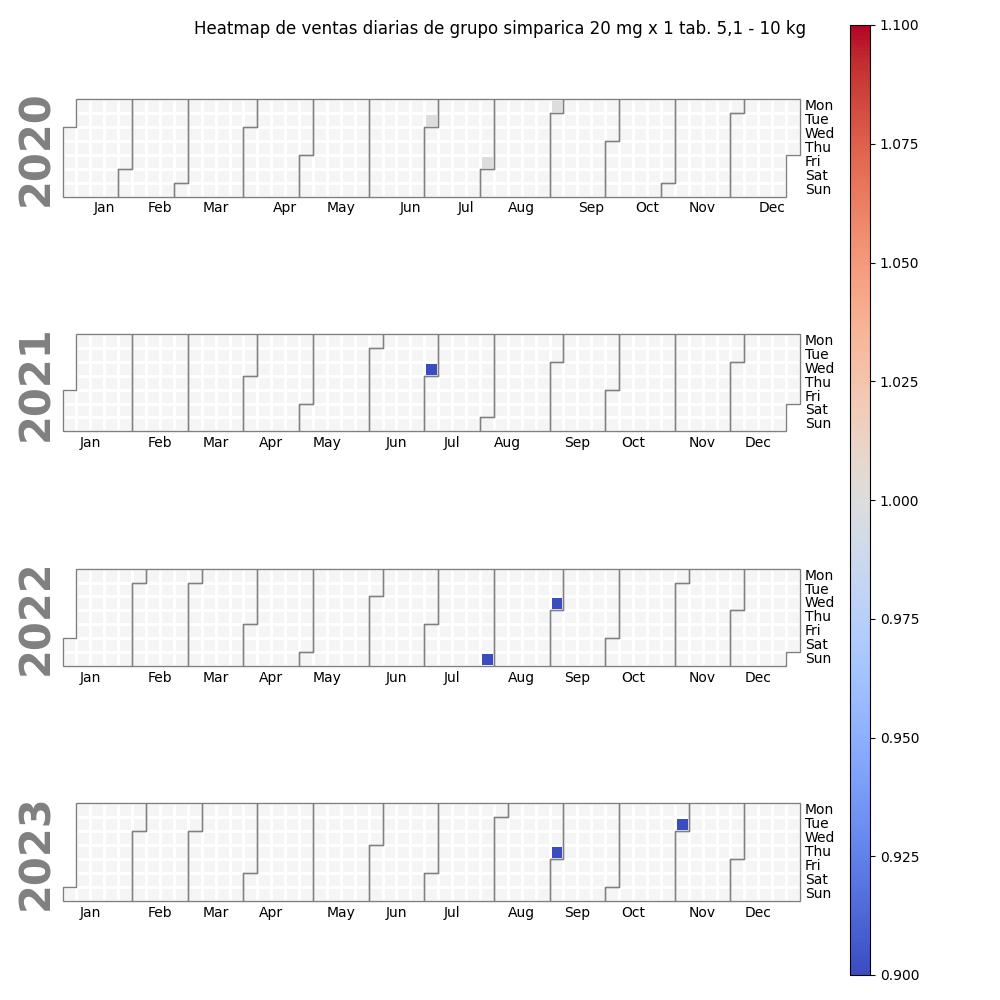 Heatmap de ventas diarias de grupo simparica 20 mg x 1 tab. 5,1 - 10 kg
2020
Mon
Tue
Wed
Thu
Fri
Sat
Sun
Jan Feb Mar Apr May Jun Jul Aug Sep Oct Nov Dec
2021
Mon
Tue
Wed
Thu
Fri
Sat
Sun
Jan Feb Mar Apr May Jun Jul Aug Sep Oct Nov Dec
2022
Mon
Tue
Wed
Thu
Fri
Sat
Sun
Jan Feb Mar Apr May Jun Jul Aug Sep Oct Nov Dec
2023
Mon
Tue
Wed
Thu
Fri
Sat
Sun
Jan Feb Mar Apr May Jun Jul Aug Sep Oct Nov Dec
1.100
1.075
1.050
1.025
1.000
0.975
0.950
0.925
0.900